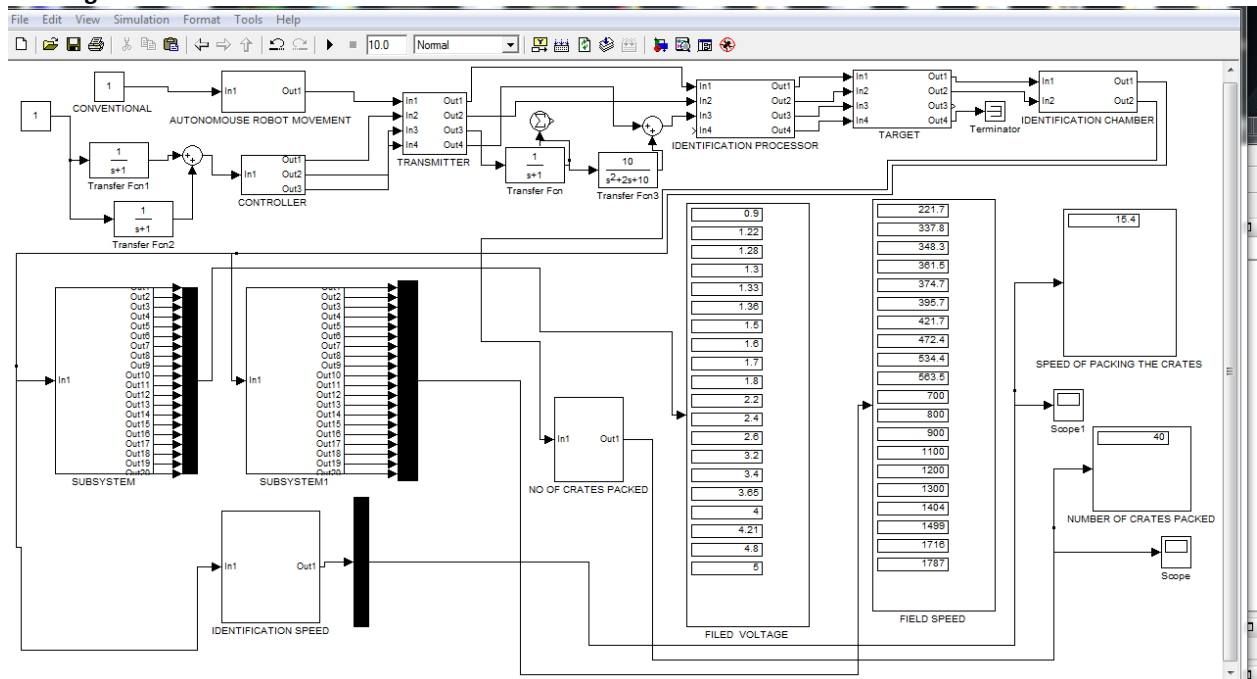 File Edit View Simulation Format Tools Help
10.0 Normal
1
CONVENTIONAL
In1 Out1
AUTONOMOUSE ROBOT MOVEMENT
1
1
s+1
Transfer Fcn1
1
s+1
Transfer Fcn2
In1 Out1
Out2
Out3
CONTROLLER
In1 Out1
In2 Out2
In3 Out3
In4 Out4
TRANSMITTER
1
s+1
Transfer Fcn
10
s2+2s+10
Transfer Fcn3
In1 Out1
In2 Out2
In3 Out3
In4 Out4
IDENTIFICATION PROCESSOR
In1 Out1
In2 Out2
In3 Out3
In4 Out4
TARGET
Terminator
In1 Out1
In2 Out2
IDENTIFICATION CHAMBER
In1
Out2
Out3
Out4
Out5
Out6
Out7
Out8
Out9
Out10
Out11
Out12
Out13
Out14
Out15
Out16
Out17
Out18
Out19
Out20
SUBSYSTEM
In1
Out2
Out3
Out4
Out5
Out6
Out7
Out8
Out9
Out10
Out11
Out12
Out13
Out14
Out15
Out16
Out17
Out18
Out19
Out20
SUBSYSTEM1
In1 Out1
IDENTIFICATION SPEED
In1 Out1
NO OF CRATES PACKED
0.9
1.22
1.28
1.3
1.33
1.36
1.5
1.6
1.7
1.8
2.2
2.4
2.6
3.2
3.4
3.65
4
4.21
4.8
5
FILED VOLTAGE
221.7
337.8
348.3
361.5
374.7
395.7
421.7
472.4
534.4
563.5
700
800
900
1100
1200
1300
1404
1499
1716
1787
FIELD SPEED
15.4
SPEED OF PACKING THE CRATES
Scope1
40
NUMBER OF CRATES PACKED
Scope